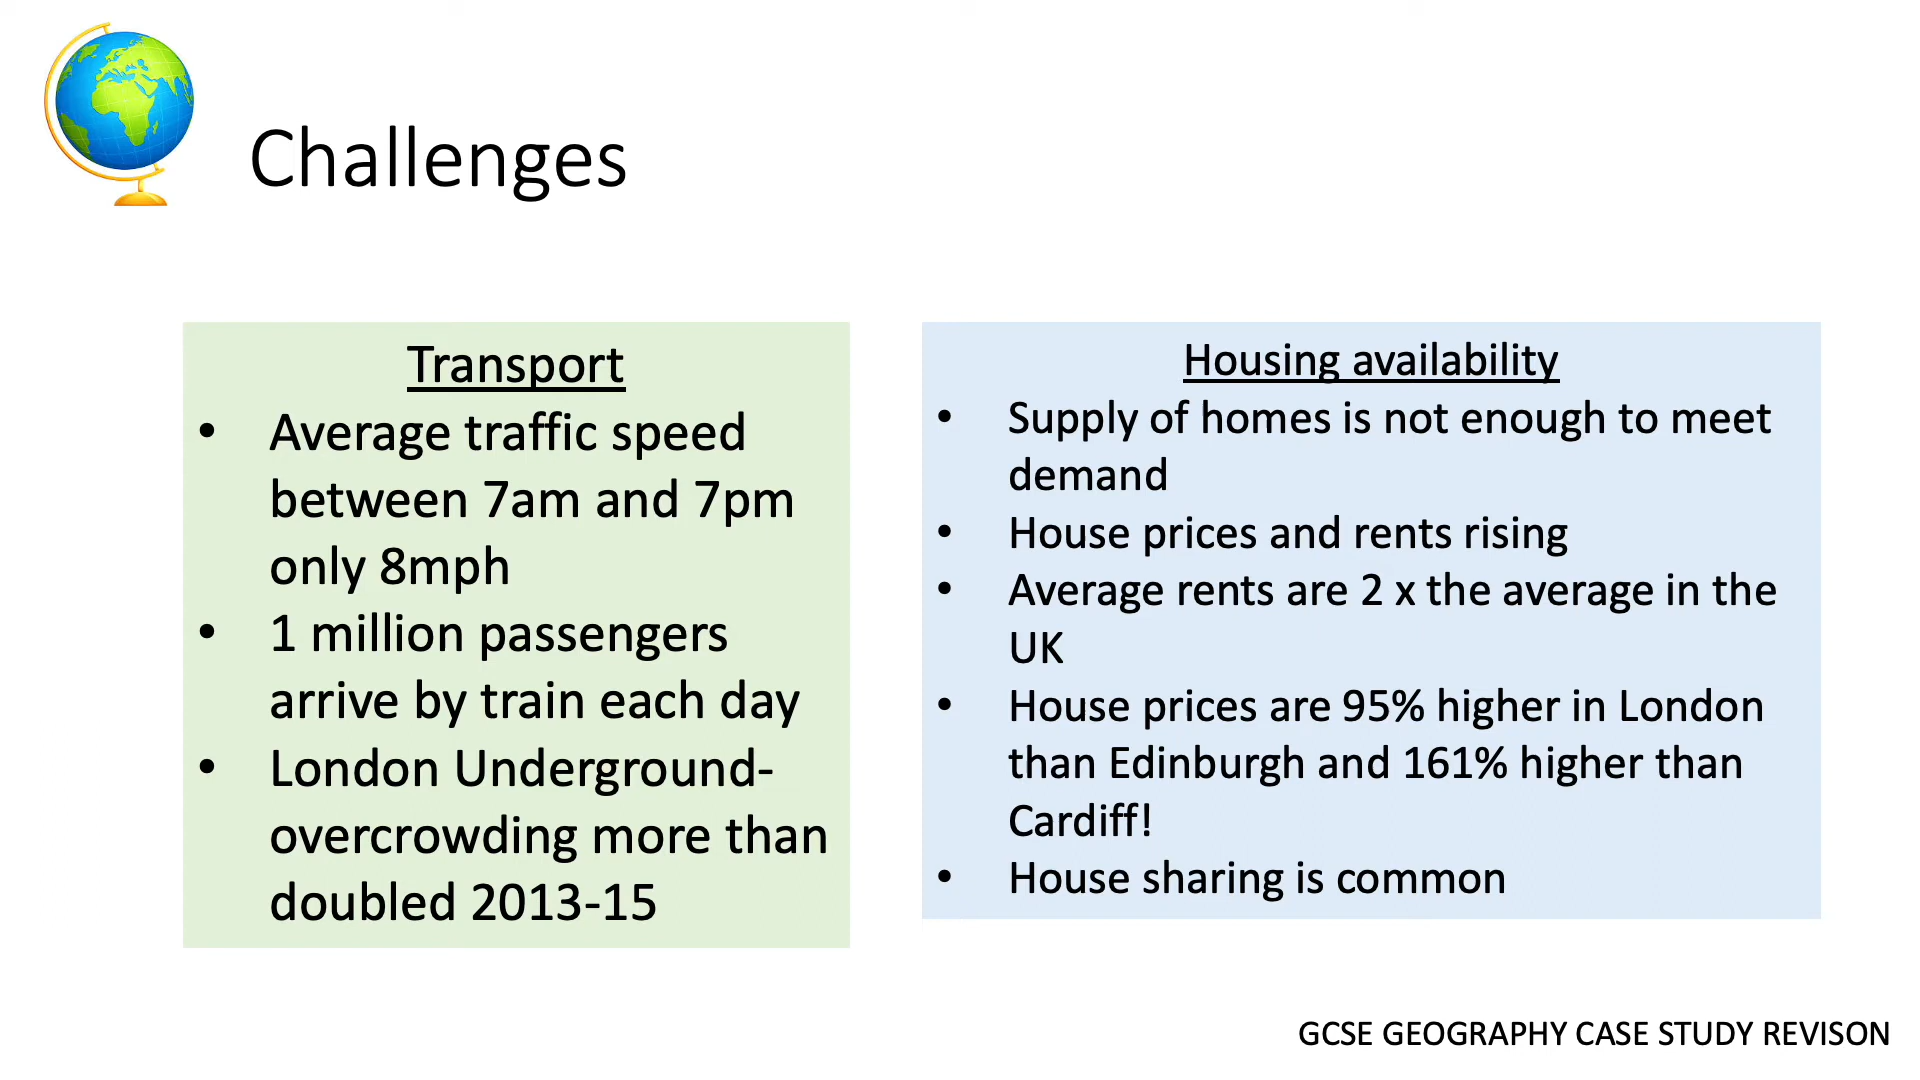 Challenges
Transport
• Average traffic speed
between 7am and 7pm
only 8mph
• 1 million passengers
arrive by train each day
• London Underground-
overcrowding more than
doubled 2013-15
Housing availability
• Supply of homes is not enough to meet
demand
• House prices and rents rising
• Average rents are 2 x the average in the
UK
• House prices are 95% higher in London
than Edinburgh and 161% higher than
Cardiff!
• House sharing is common
GCSE GEOGRAPHY CASE STUDY REVISON